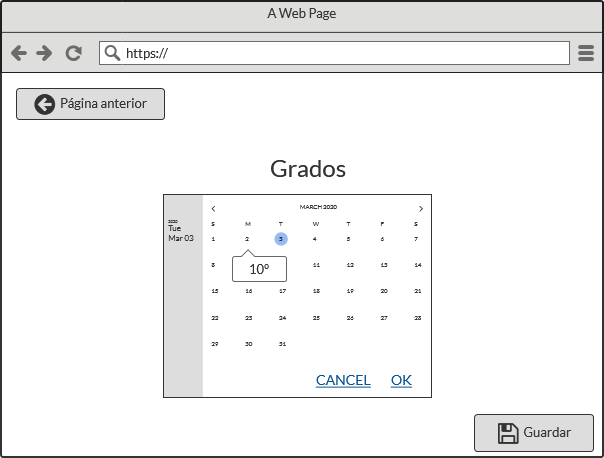 A Web Page
https://
Página anterior
Grados
2020
Tue
Mar 03
MARCH 2020
S M T W T F S
1 2 3 4 5 6 7
8 11 12 13 14
10º
15 16 17 18 19 20 21
22 23 24 25 26 27 28
29 30 31
CANCEL OK
Guardar